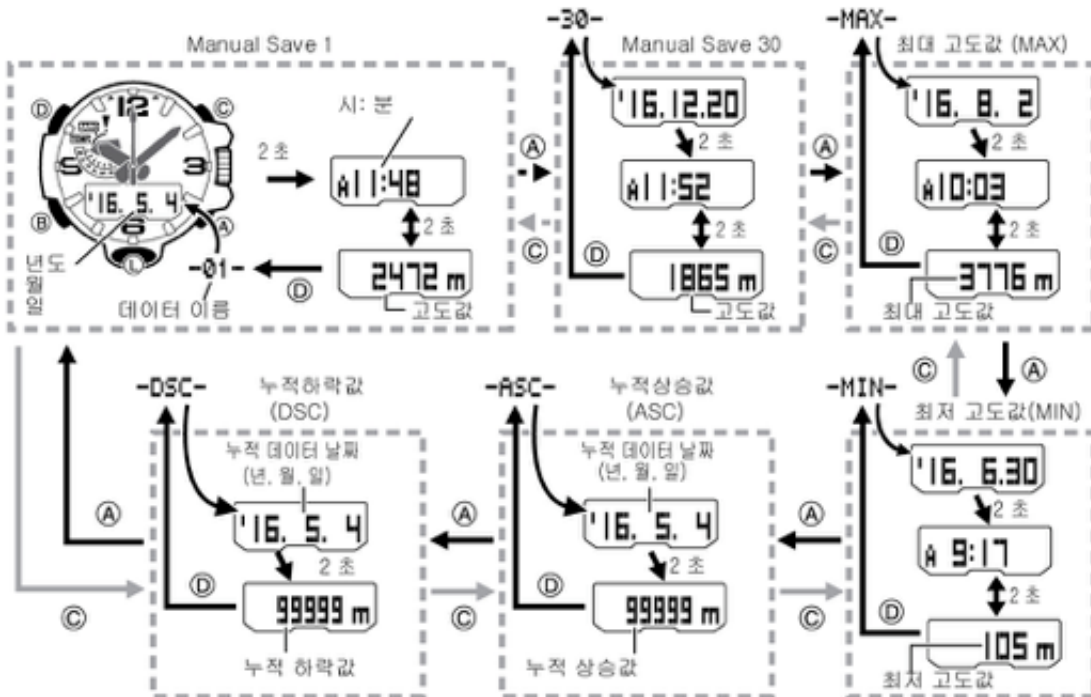 Manual Save 1
D
C
B
A
L
12
3
6
'16. 5. 4
년도
월
일
-01-
데이터 이름
2 초
시: 분
A11:48
2 초
2472 m
고도값
D
A
C
-30-
Manual Save 30
'16.12.20
2 초
A11:52
2 초
1865 m
고도값
D
A
C
-MAX-
최대 고도값 (MAX)
'16. 8. 2
2 초
A10:03
2 초
3776 m
최대 고도값
D
C
A
-DSC-
누적하락값
(DSC)
누적 데이터 날짜
(년, 월, 일)
'16. 5. 4
2 초
99999 m
누적 하락값
D
A
C
-ASC-
누적상승값
(ASC)
누적 데이터 날짜
(년, 월, 일)
'16. 5. 4
2 초
99999 m
누적 상승값
D
A
C
-MIN-
최저 고도값(MIN)
'16. 6.30
2 초
A 9:17
2 초
105 m
최저 고도값
D
A
C